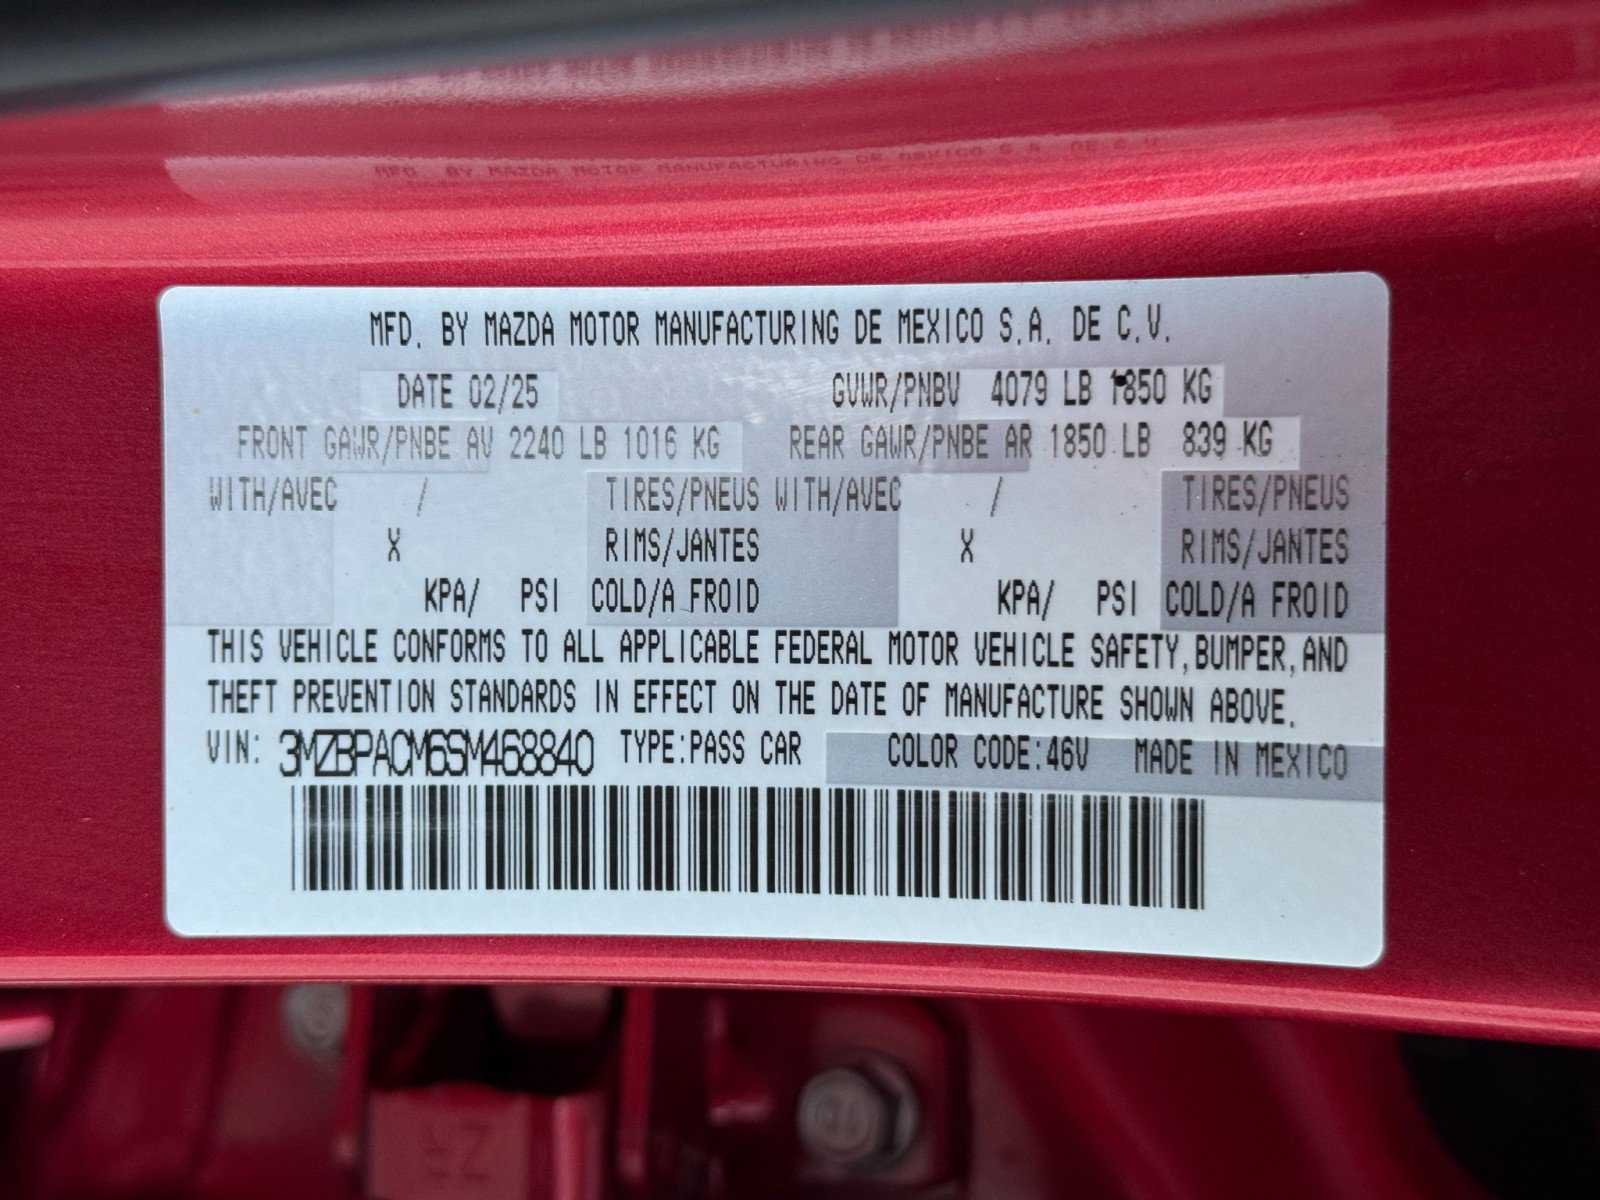 MFD. BY MAZDA MOTOR MANUFACTURING DE MEXICO S.A. DE C.V.
DATE 02/25 GVWR/PNBV 4079 LB 1850 KG
FRONT GAWR/PNBE AV 2240 LB 1016 KG REAR GAWR/PNBE AR 1850 LB 839 KG
WITH/AVEC / TIRES/PNEUS WITH/AVEC / TIRES/PNEUS
X RIMS/JANTES X RIMS/JANTES
KPA/ PSI COLD/A FROID KPA/ PSI COLD/A FROID
THIS VEHICLE CONFORMS TO ALL APPLICABLE FEDERAL MOTOR VEHICLE SAFETY, BUMPER, AND
THEFT PREVENTION STANDARDS IN EFFECT ON THE DATE OF MANUFACTURE SHOWN ABOVE.
VIN: 3MZBPACM6SM468840 TYPE:PASS CAR COLOR CODE:46V MADE IN MEXICO